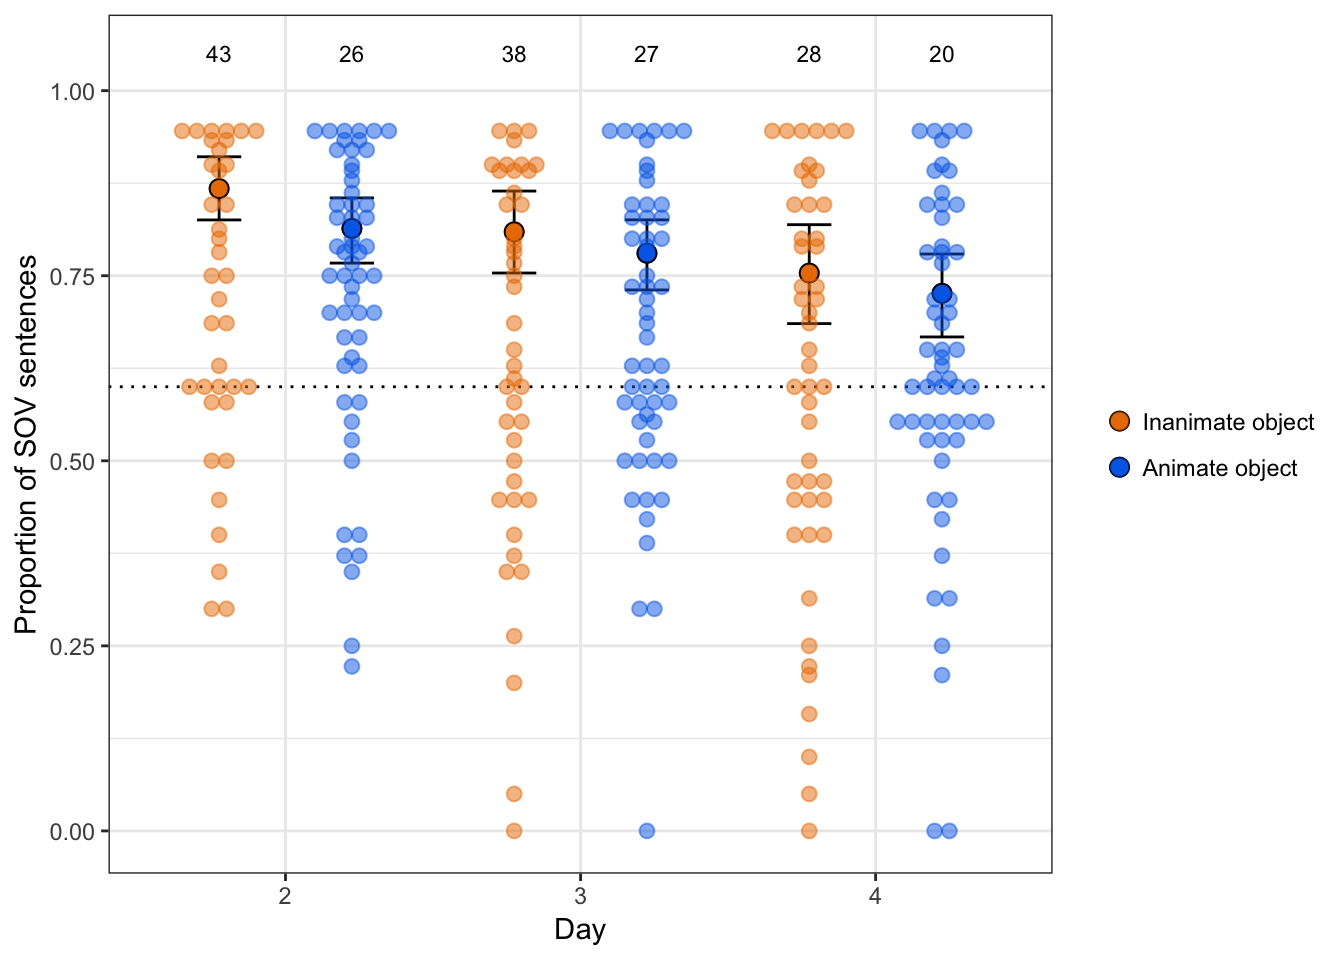 43 26 38 27 28 20
1.00
0.75
0.50
0.25
0.00
Proportion of SOV sentences
2 3 4
Day
Inanimate object
Animate object